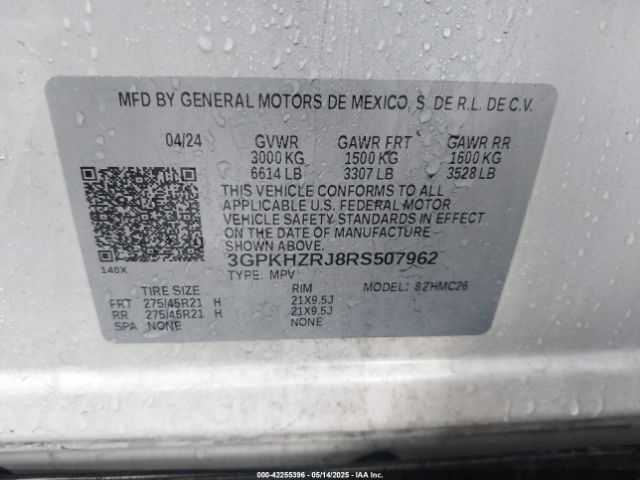 MFD BY GENERAL MOTORS DE MEXICO, S. DE R.L. DE C.V.
04/24 GVWR GAWR FRT GAWR RR
3000 KG 1500 KG 1600 KG
6614 LB 3307 LB 3528 LB
THIS VEHICLE CONFORMS TO ALL
APPLICABLE U.S. FEDERAL MOTOR
VEHICLE SAFETY STANDARDS IN EFFECT
ON THE DATE OF MANUFACTURE
SHOWN ABOVE.
3GPKHZRJ8RS507962
140X
TYPE: MPV
TIRE SIZE RIM MODEL: 82HMC26
FRT 275/45R21 H 21X9.5J
RR 275/45R21 H 21X9.5J
SPA NONE NONE
000-42255396 05/14/2025 IAA Inc.